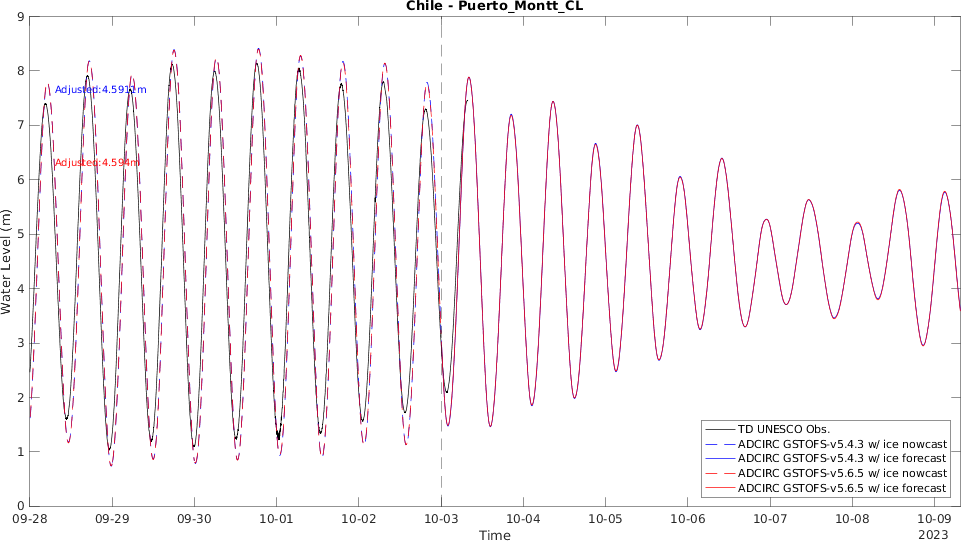 Chile - Puerto_Montt_CL
9
8
7
6
5
4
3
2
1
0
Water Level (m)
Adjusted:4.5911m
Adjusted:4.594m
TD UNESCO Obs.
ADCIRC GSTOFS-v5.4.3 w/ ice nowcast
ADCIRC GSTOFS-v5.4.3 w/ ice forecast
ADCIRC GSTOFS-v5.6.5 w/ ice nowcast
ADCIRC GSTOFS-v5.6.5 w/ ice forecast
09-28 09-29 09-30 10-01 10-02 10-03 10-04 10-05 10-06 10-07 10-08 10-09
Time
2023